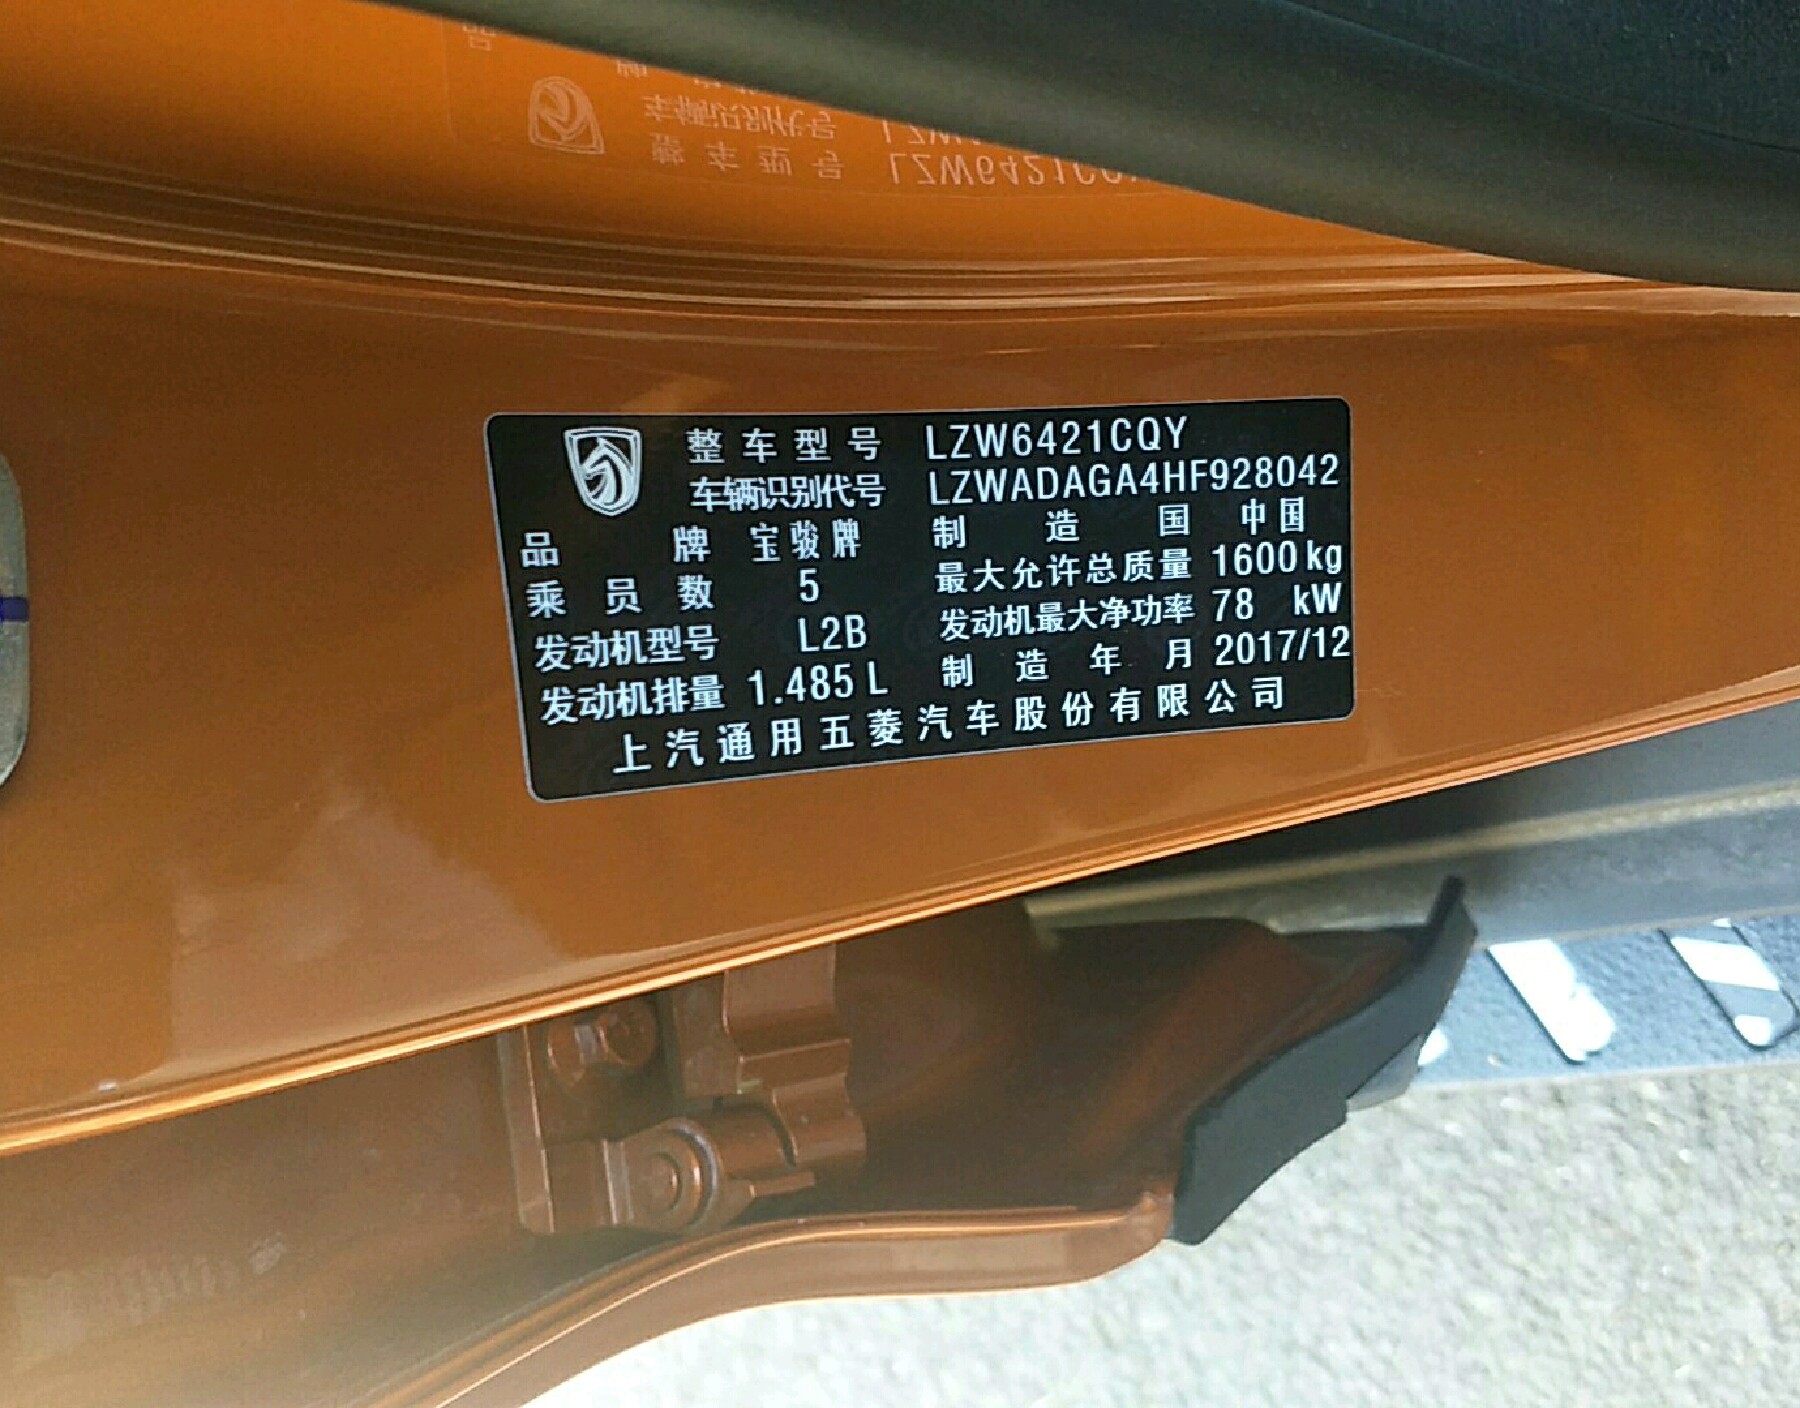 整车型号 LZW6421CQY
车辆识别代号 LZWADAGA4HF928042
品牌 宝骏牌 制造国 中国
乘员数 5 最大允许总质量 1600kg
发动机型号 L2B 发动机最大净功率 78 kW
发动机排量 1.485L 制造年月 2017/12
上汽通用五菱汽车股份有限公司